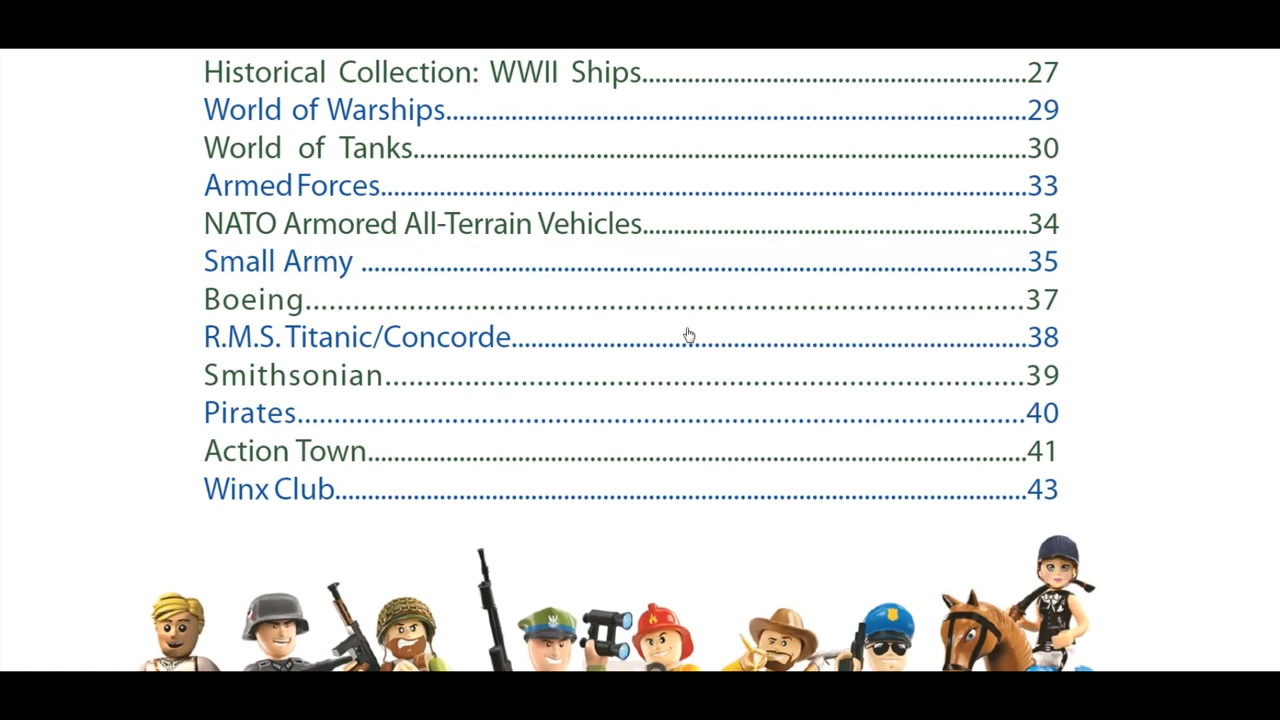 Historical Collection: WWII Ships............................................................27
World of Warships............................................................29
World of Tanks............................................................30
Armed Forces............................................................33
NATO Armored All-Terrain Vehicles............................................................34
Small Army ............................................................35
Boeing............................................................37
R.M.S. Titanic/Concorde............................................................38
Smithsonian............................................................39
Pirates............................................................40
Action Town............................................................41
Winx Club............................................................43